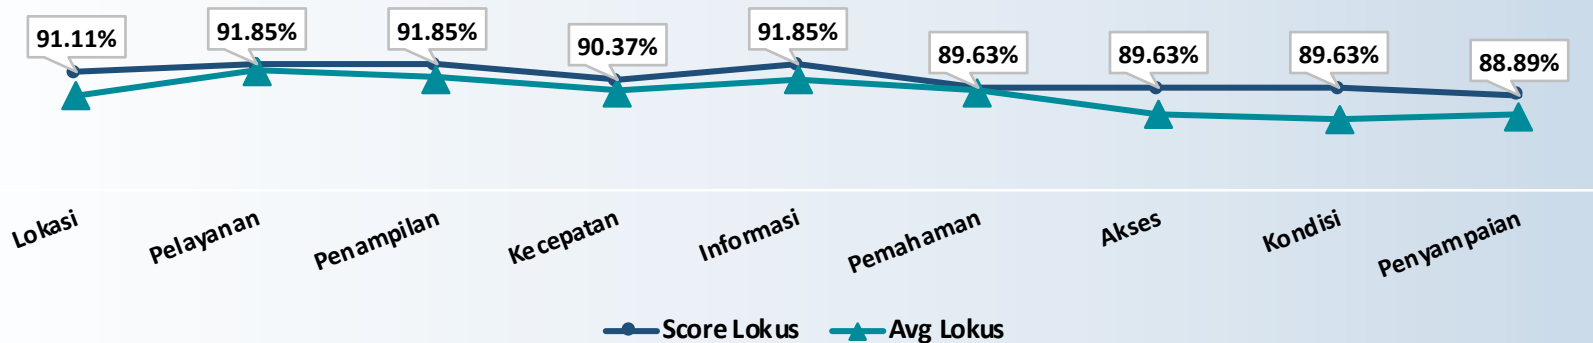 91.11%
91.85%
91.85%
90.37%
91.85%
89.63%
89.63%
89.63%
88.89%
Lokasi
Pelayanan
Penampilan
Kecepatan
Informasi
Pemahaman
Akses
Kondisi
Penyampaian
Score Lokus
Avg Lokus